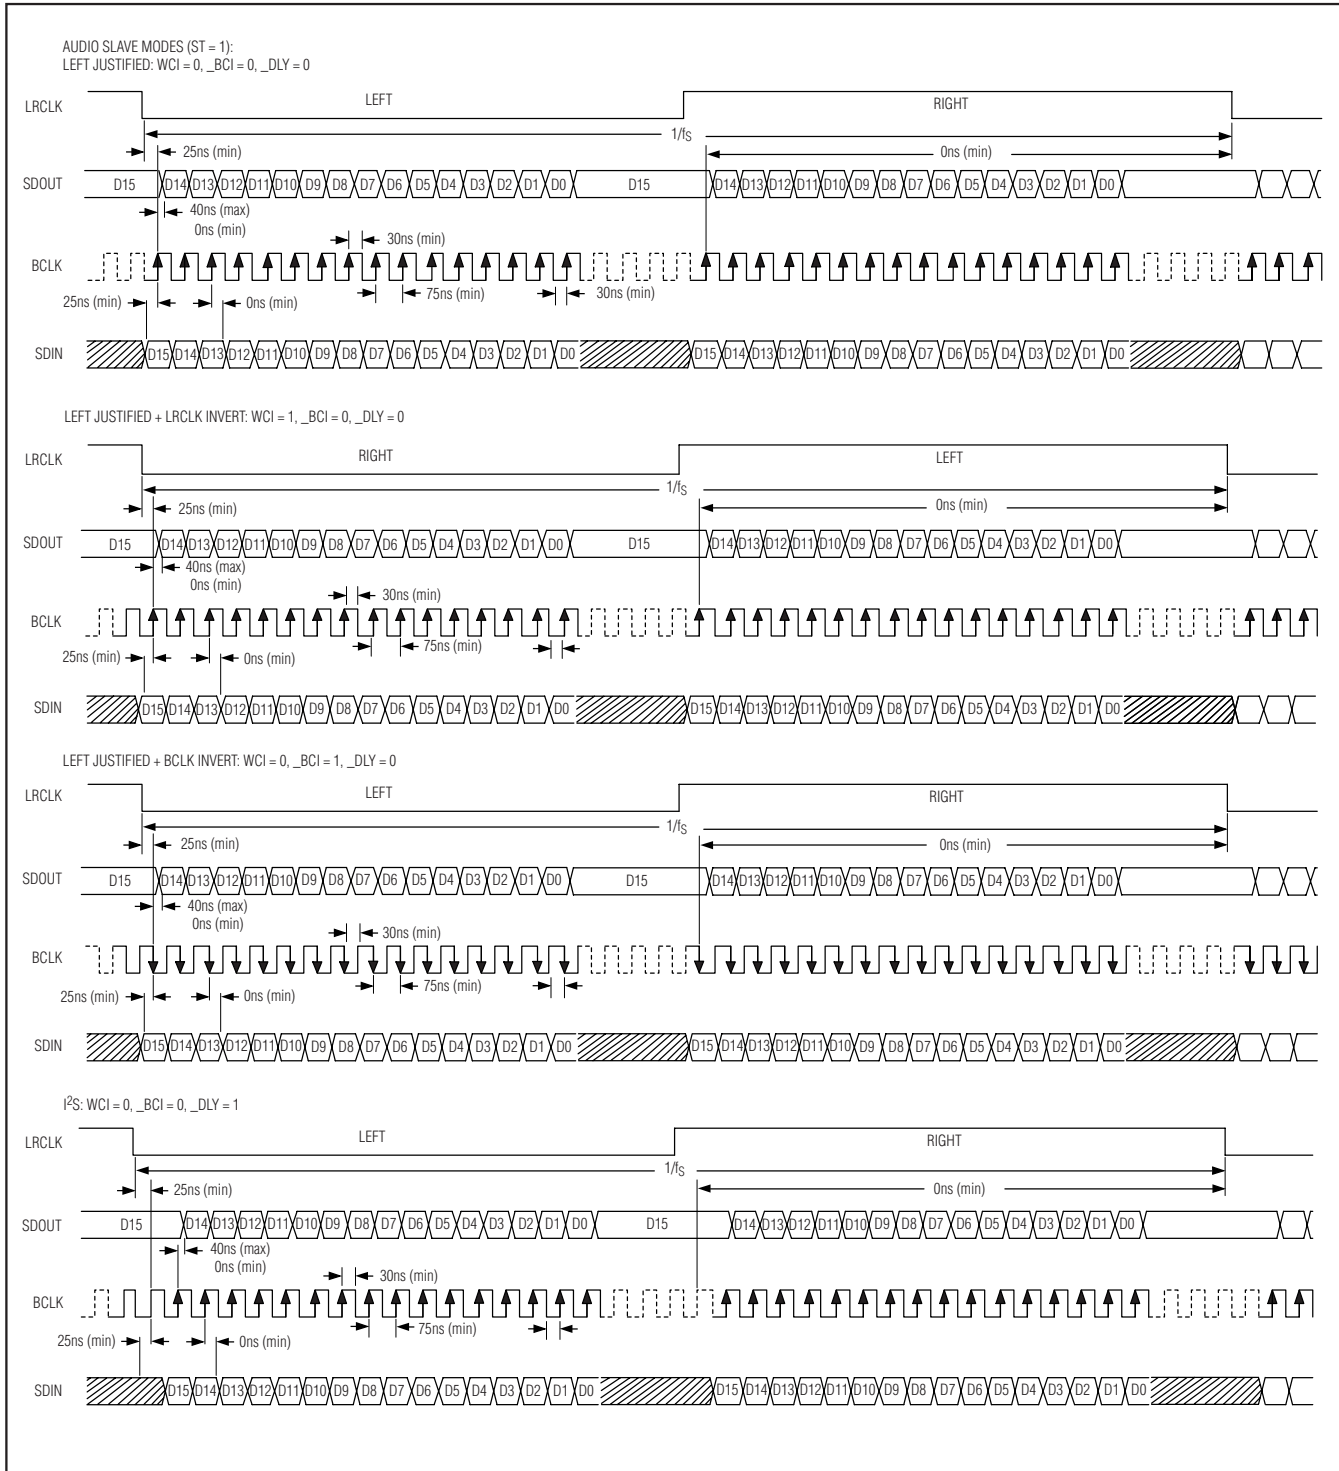 AUDIO SLAVE MODES (ST = 1):
LEFT JUSTIFIED: WCI = 0, _BCI = 0, _DLY = 0
LRCLK LEFT RIGHT
1/fS
25ns (min) 0ns (min)
SDOUT D15 D14 D13 D12 D11 D10 D9 D8 D7 D6 D5 D4 D3 D2 D1 D0 D15 D14 D13 D12 D11 D10 D9 D8 D7 D6 D5 D4 D3 D2 D1 D0
40ns (max)
0ns (min) 30ns (min)
BCLK
25ns (min) 0ns (min) 75ns (min) 30ns (min)
SDIN D15 D14 D13 D12 D11 D10 D9 D8 D7 D6 D5 D4 D3 D2 D1 D0 D15 D14 D13 D12 D11 D10 D9 D8 D7 D6 D5 D4 D3 D2 D1 D0
LEFT JUSTIFIED + LRCLK INVERT: WCI = 1, _BCI = 0, _DLY = 0
LRCLK RIGHT LEFT
1/fS
25ns (min) 0ns (min)
SDOUT D15 D14 D13 D12 D11 D10 D9 D8 D7 D6 D5 D4 D3 D2 D1 D0 D15 D14 D13 D12 D11 D10 D9 D8 D7 D6 D5 D4 D3 D2 D1 D0
40ns (max)
0ns (min) 30ns (min)
BCLK
25ns (min) 0ns (min) 75ns (min)
SDIN D15 D14 D13 D12 D11 D10 D9 D8 D7 D6 D5 D4 D3 D2 D1 D0 D15 D14 D13 D12 D11 D10 D9 D8 D7 D6 D5 D4 D3 D2 D1 D0
LEFT JUSTIFIED + BCLK INVERT: WCI = 0, _BCI = 1, _DLY = 0
LRCLK LEFT RIGHT
1/fS
25ns (min) 0ns (min)
SDOUT D15 D14 D13 D12 D11 D10 D9 D8 D7 D6 D5 D4 D3 D2 D1 D0 D15 D14 D13 D12 D11 D10 D9 D8 D7 D6 D5 D4 D3 D2 D1 D0
40ns (max)
0ns (min) 30ns (min)
BCLK
25ns (min) 0ns (min) 75ns (min)
SDIN D15 D14 D13 D12 D11 D10 D9 D8 D7 D6 D5 D4 D3 D2 D1 D0 D15 D14 D13 D12 D11 D10 D9 D8 D7 D6 D5 D4 D3 D2 D1 D0
I²S: WCI = 0, _BCI = 0, _DLY = 1
LRCLK LEFT RIGHT
1/fS
25ns (min) 0ns (min)
SDOUT D15 D14 D13 D12 D11 D10 D9 D8 D7 D6 D5 D4 D3 D2 D1 D0 D15 D14 D13 D12 D11 D10 D9 D8 D7 D6 D5 D4 D3 D2 D1 D0
40ns (max)
0ns (min) 30ns (min)
BCLK
25ns (min) 0ns (min) 75ns (min)
SDIN D15 D14 D13 D12 D11 D10 D9 D8 D7 D6 D5 D4 D3 D2 D1 D0 D15 D14 D13 D12 D11 D10 D9 D8 D7 D6 D5 D4 D3 D2 D1 D0